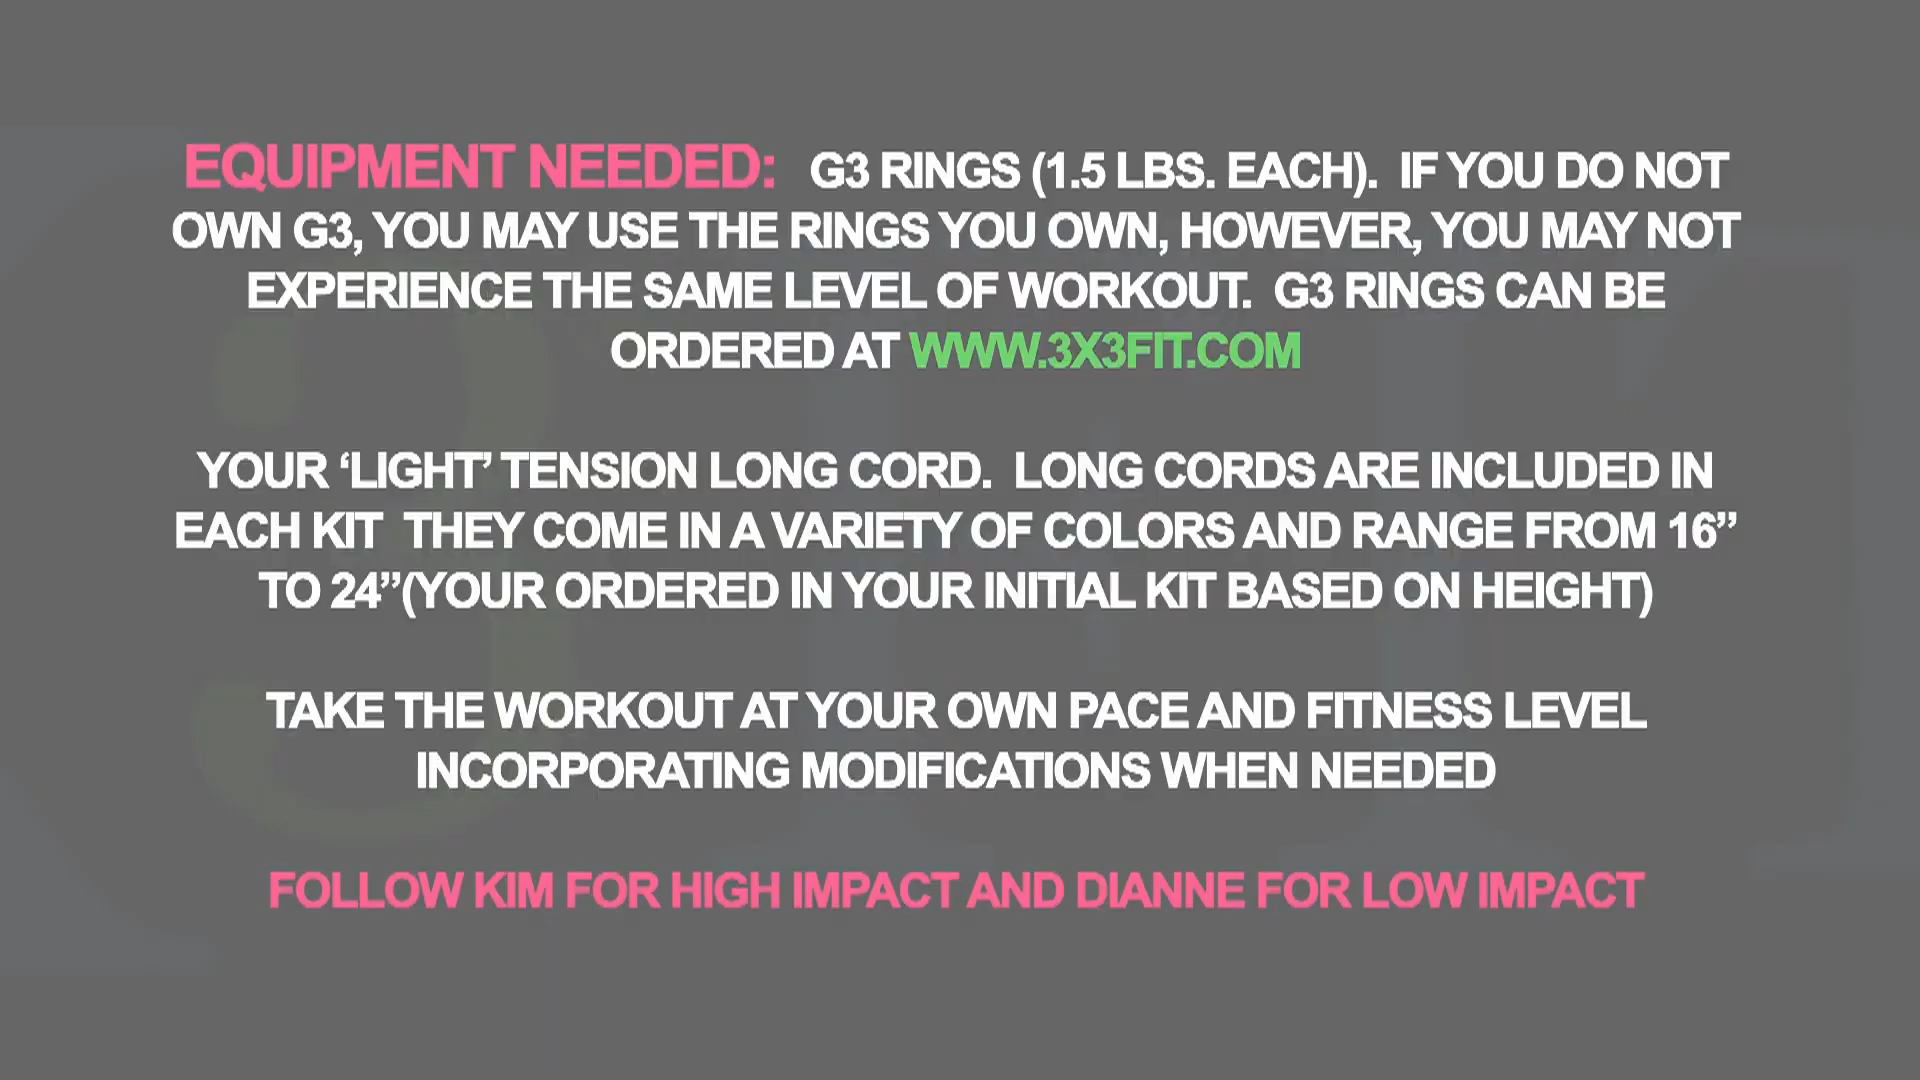 EQUIPMENT NEEDED: G3 RINGS (1.5 LBS. EACH). IF YOU DO NOT
OWN G3, YOU MAY USE THE RINGS YOU OWN, HOWEVER, YOU MAY NOT
EXPERIENCE THE SAME LEVEL OF WORKOUT. G3 RINGS CAN BE
ORDERED AT WWW.3X3FIT.COM
YOUR ‘LIGHT’ TENSION LONG CORD. LONG CORDS ARE INCLUDED IN
EACH KIT THEY COME IN A VARIETY OF COLORS AND RANGE FROM 16”
TO 24”(YOUR ORDERED IN YOUR INITIAL KIT BASED ON HEIGHT)
TAKE THE WORKOUT AT YOUR OWN PACE AND FITNESS LEVEL
INCORPORATING MODIFICATIONS WHEN NEEDED
FOLLOW KIM FOR HIGH IMPACT AND DIANNE FOR LOW IMPACT